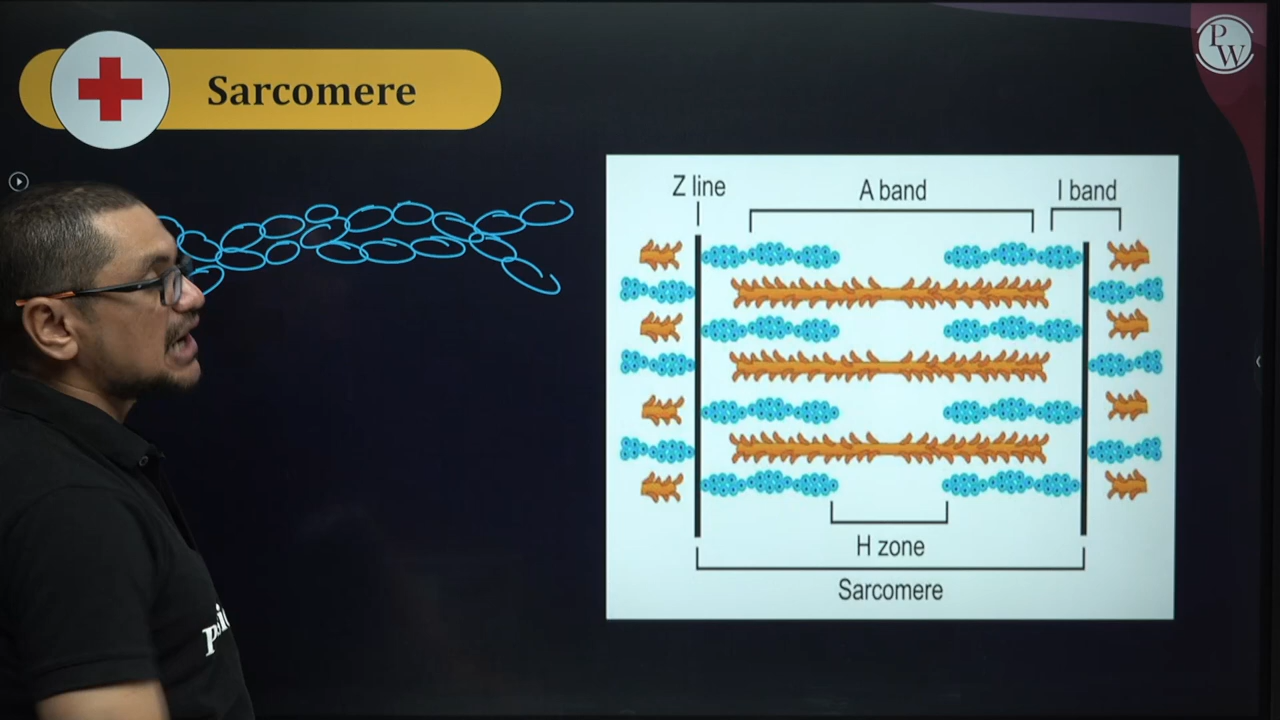 Sarcomere
PW
Z line
A band
I band
H zone
Sarcomere